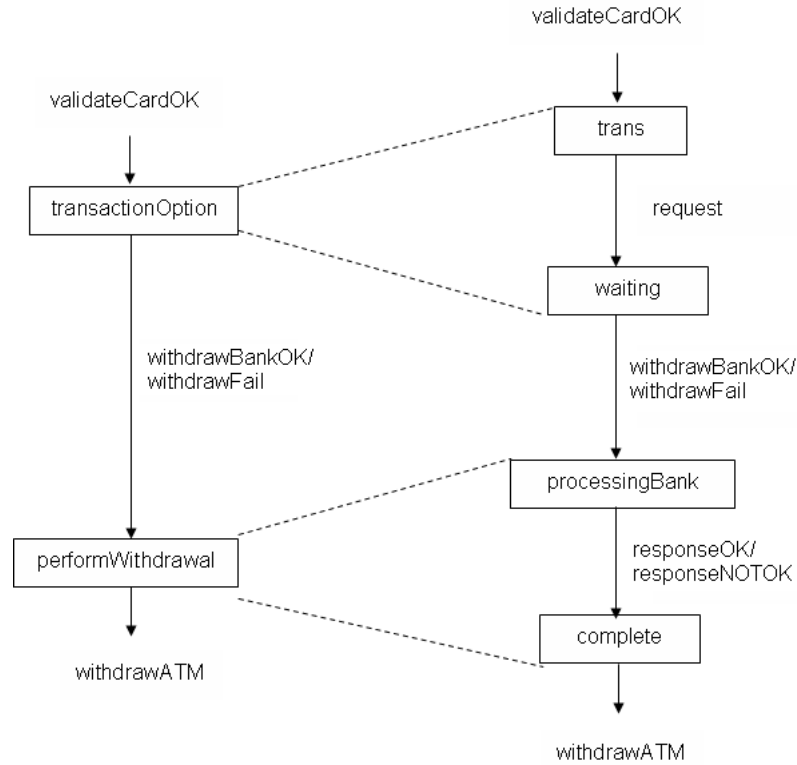 validateCardOK
transactionOption
withdrawBankOK/
withdrawFail
performWithdrawal
withdrawATM
validateCardOK
trans
request
waiting
withdrawBankOK/
withdrawFail
processingBank
responseOK/
responseNOTOK
complete
withdrawATM